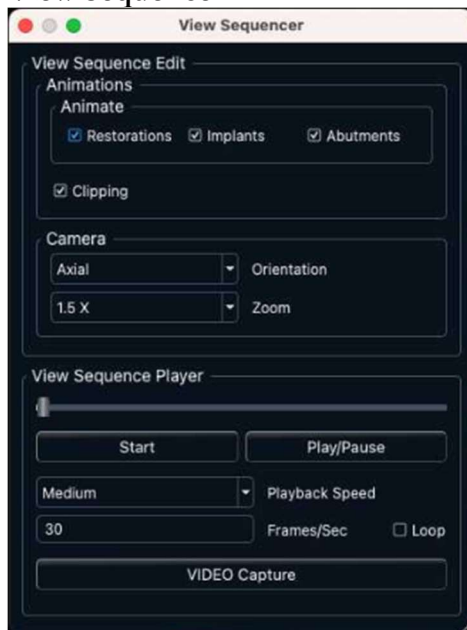 View Sequencer
View Sequence Edit
Animations
Animate
Restorations Implants Abutments
Clipping
Camera
Axial Orientation
1.5 X Zoom
View Sequence Player
Start Play/Pause
Medium Playback Speed
30 Frames/Sec Loop
VIDEO Capture